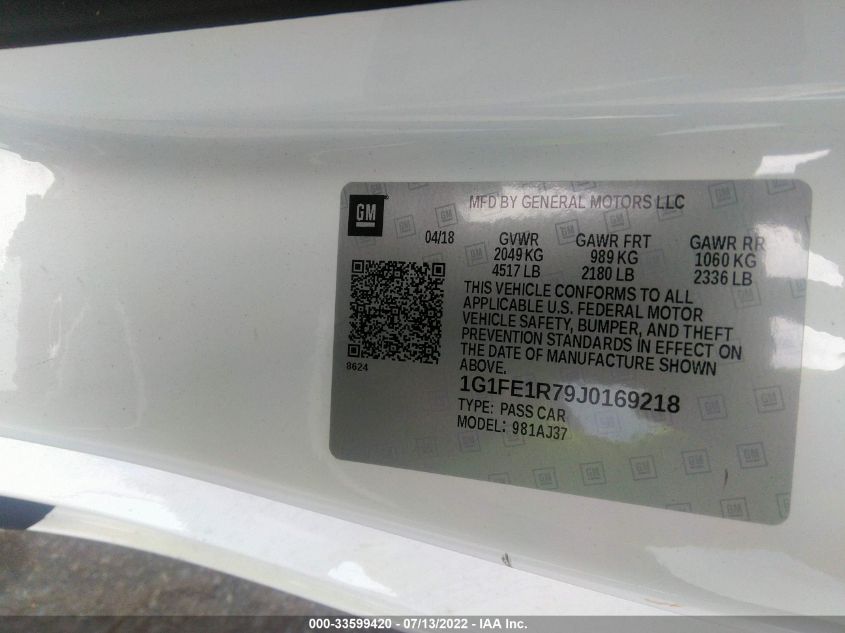 GM
MFD BY GENERAL MOTORS LLC
04/18
GVWR GAWR FRT GAWR RR
2049 KG 989 KG 1060 KG
4517 LB 2180 LB 2336 LB
THIS VEHICLE CONFORMS TO ALL
APPLICABLE U.S. FEDERAL MOTOR
VEHICLE SAFETY, BUMPER, AND THEFT
PREVENTION STANDARDS IN EFFECT ON
THE DATE OF MANUFACTURE SHOWN
ABOVE.
8624
1G1FE1R79J0169218
TYPE: PASS CAR
MODEL: 981AJ37
000-33599420 - 07/13/2022 - IAA Inc.